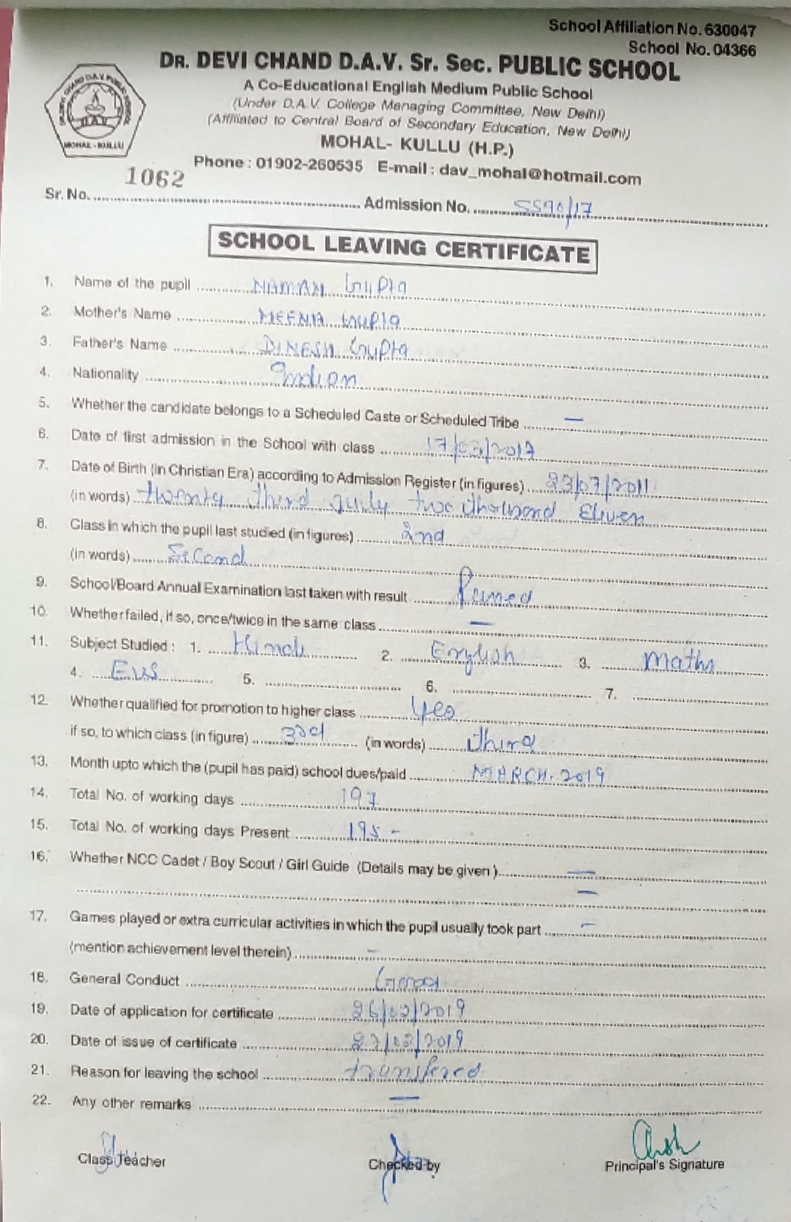 School Affiliation No. 630047
School No. 04366
DR. DEVI CHAND D.A.V. Sr. Sec. PUBLIC SCHOOL
A Co-Educational English Medium Public School
(Under D.A.V. College Managing Committee, New Delhi)
(Affiliated to Central Board of Secondary Education, New Delhi)
MOHAL- KULLU (H.P.)
Phone : 01902-260535 E-mail : dav_mohal@hotmail.com
MOHAL - KULLU
Sr. No. 1062 Admission No. 5590/17
SCHOOL LEAVING CERTIFICATE
1. Name of the pupil NAMAN Gupta
2. Mother's Name MEENA Gupta
3. Father's Name DINESH Gupta
4. Nationality Indian
5. Whether the candidate belongs to a Scheduled Caste or Scheduled Tribe —
6. Date of first admission in the School with class 17/03/2017
7. Date of Birth (in Christian Era) according to Admission Register (in figures) 23/07/2011
(in words) twenty third July two thousand Eleven
8. Class in which the pupil last studied (in figures) 2nd
(in words) Second
9. School/Board Annual Examination last taken with result Passed
10. Whether failed, if so, once/twice in the same class —
11. Subject Studied : 1. Hindi 2. English 3. Maths
4. EVS 5. 6. 7.
12. Whether qualified for promotion to higher class Yes
if so, to which class (in figure) 3rd (in words) third
13. Month upto which the (pupil has paid) school dues/paid MARCH. 2019
14. Total No. of working days 197
15. Total No. of working days Present 195 -
16. Whether NCC Cadet / Boy Scout / Girl Guide (Details may be given) —
—
17. Games played or extra curricular activities in which the pupil usually took part —
(mention achievement level therein) —
18. General Conduct Good
19. Date of application for certificate 26/03/2019
20. Date of issue of certificate 27/03/2019
21. Reason for leaving the school transfered
22. Any other remarks —
Class Teacher Checked by Principal's Signature